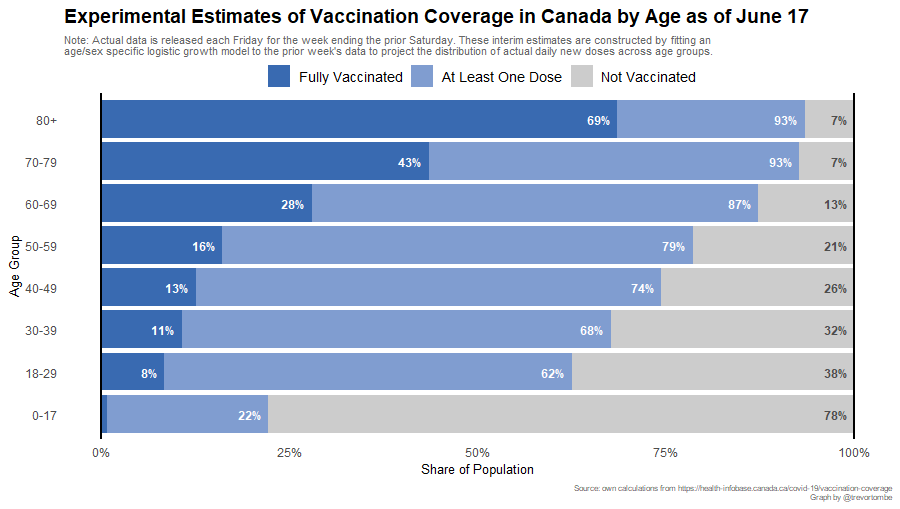 Experimental Estimates of Vaccination Coverage in Canada by Age as of June 17
Note: Actual data is released each Friday for the week ending the prior Saturday. These interim estimates are constructed by fitting an
age/sex specific logistic growth model to the prior week's data to project the distribution of actual daily new doses across age groups.
Fully Vaccinated At Least One Dose Not Vaccinated
80+ 69% 93% 7%
70-79 43% 93% 7%
60-69 28% 87% 13%
Age Group
50-59 16% 79% 21%
40-49 13% 74% 26%
30-39 11% 68% 32%
18-29 8% 62% 38%
0-17 22% 78%
0% 25% 50% 75% 100%
Share of Population
Source: own calculations from https://health-infobase.canada.ca/covid-19/vaccination-coverage
Graph by @trevortombe